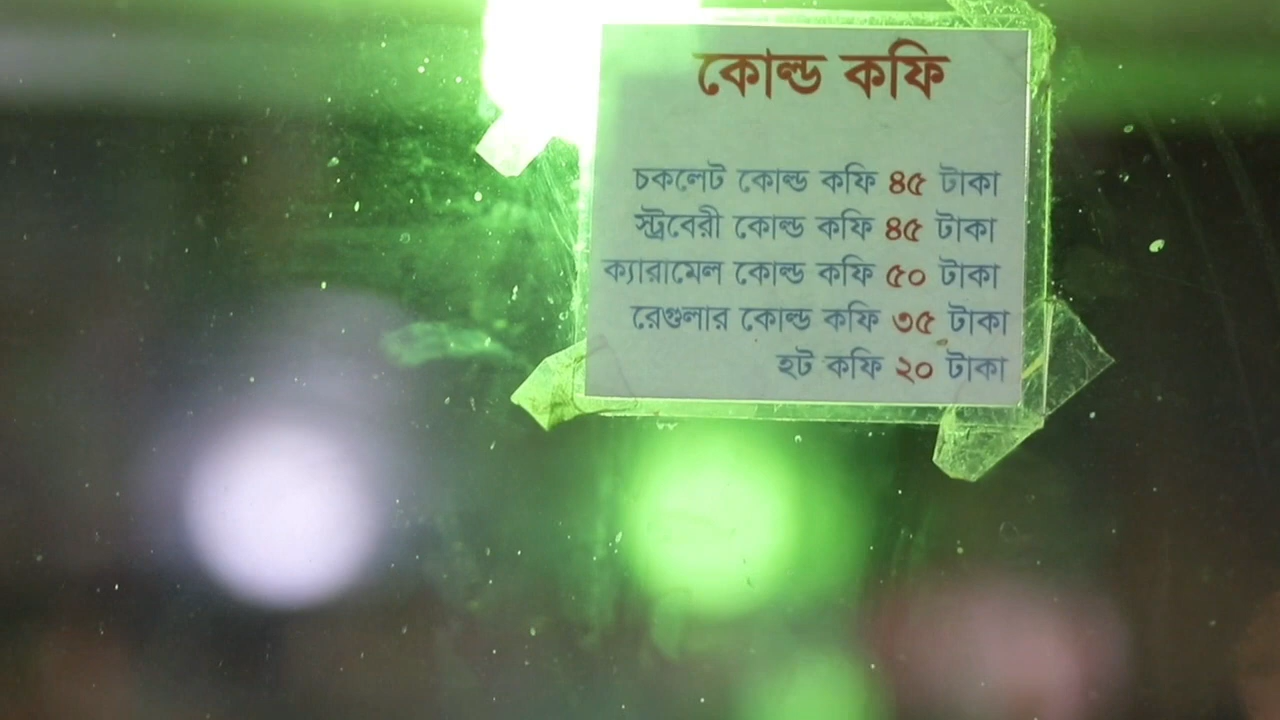 কোল্ড কফি
চকলেট কোল্ড কফি ৪৫ টাকা
স্ট্রবেরী কোল্ড কফি ৪৫ টাকা
ক্যারামেল কোল্ড কফি ৫০ টাকা
রেগুলার কোল্ড কফি ৩৫ টাকা
হট কফি ২০ টাকা